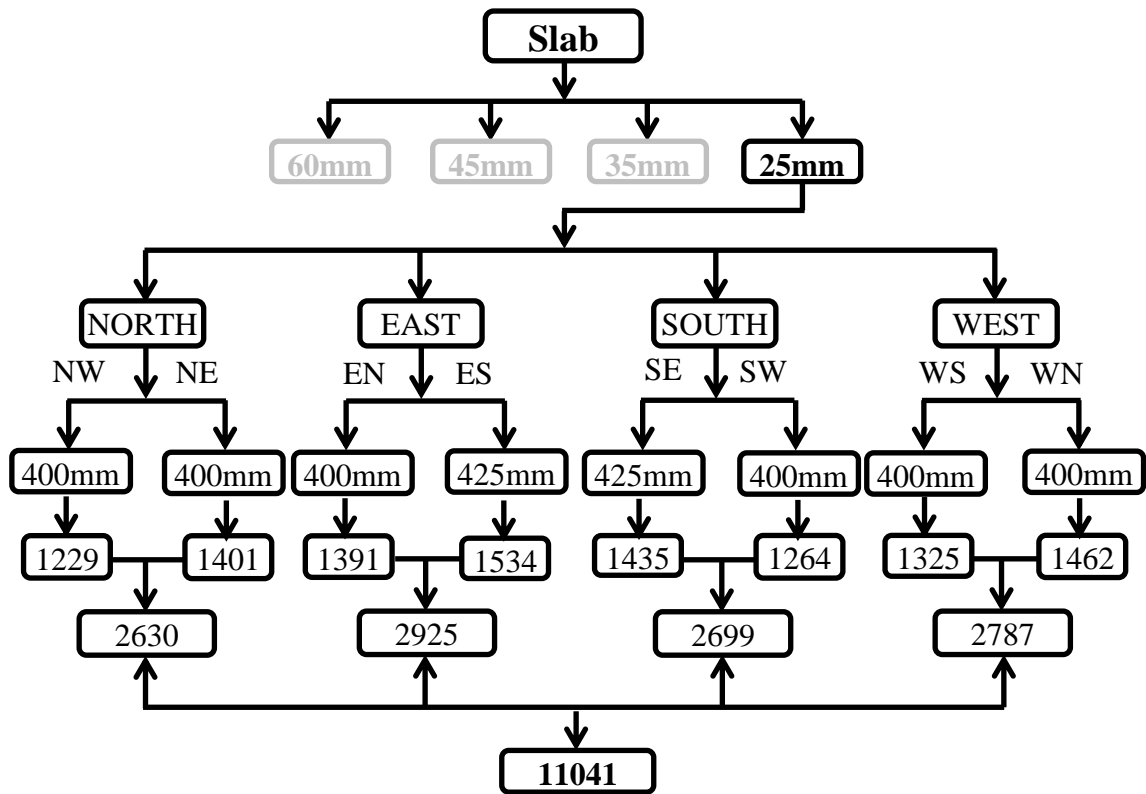 Slab
60mm 45mm 35mm 25mm
NORTH EAST SOUTH WEST
NW NE EN ES SE SW WS WN
400mm 400mm 400mm 425mm 425mm 400mm 400mm 400mm
1229 1401 1391 1534 1435 1264 1325 1462
2630 2925 2699 2787
11041